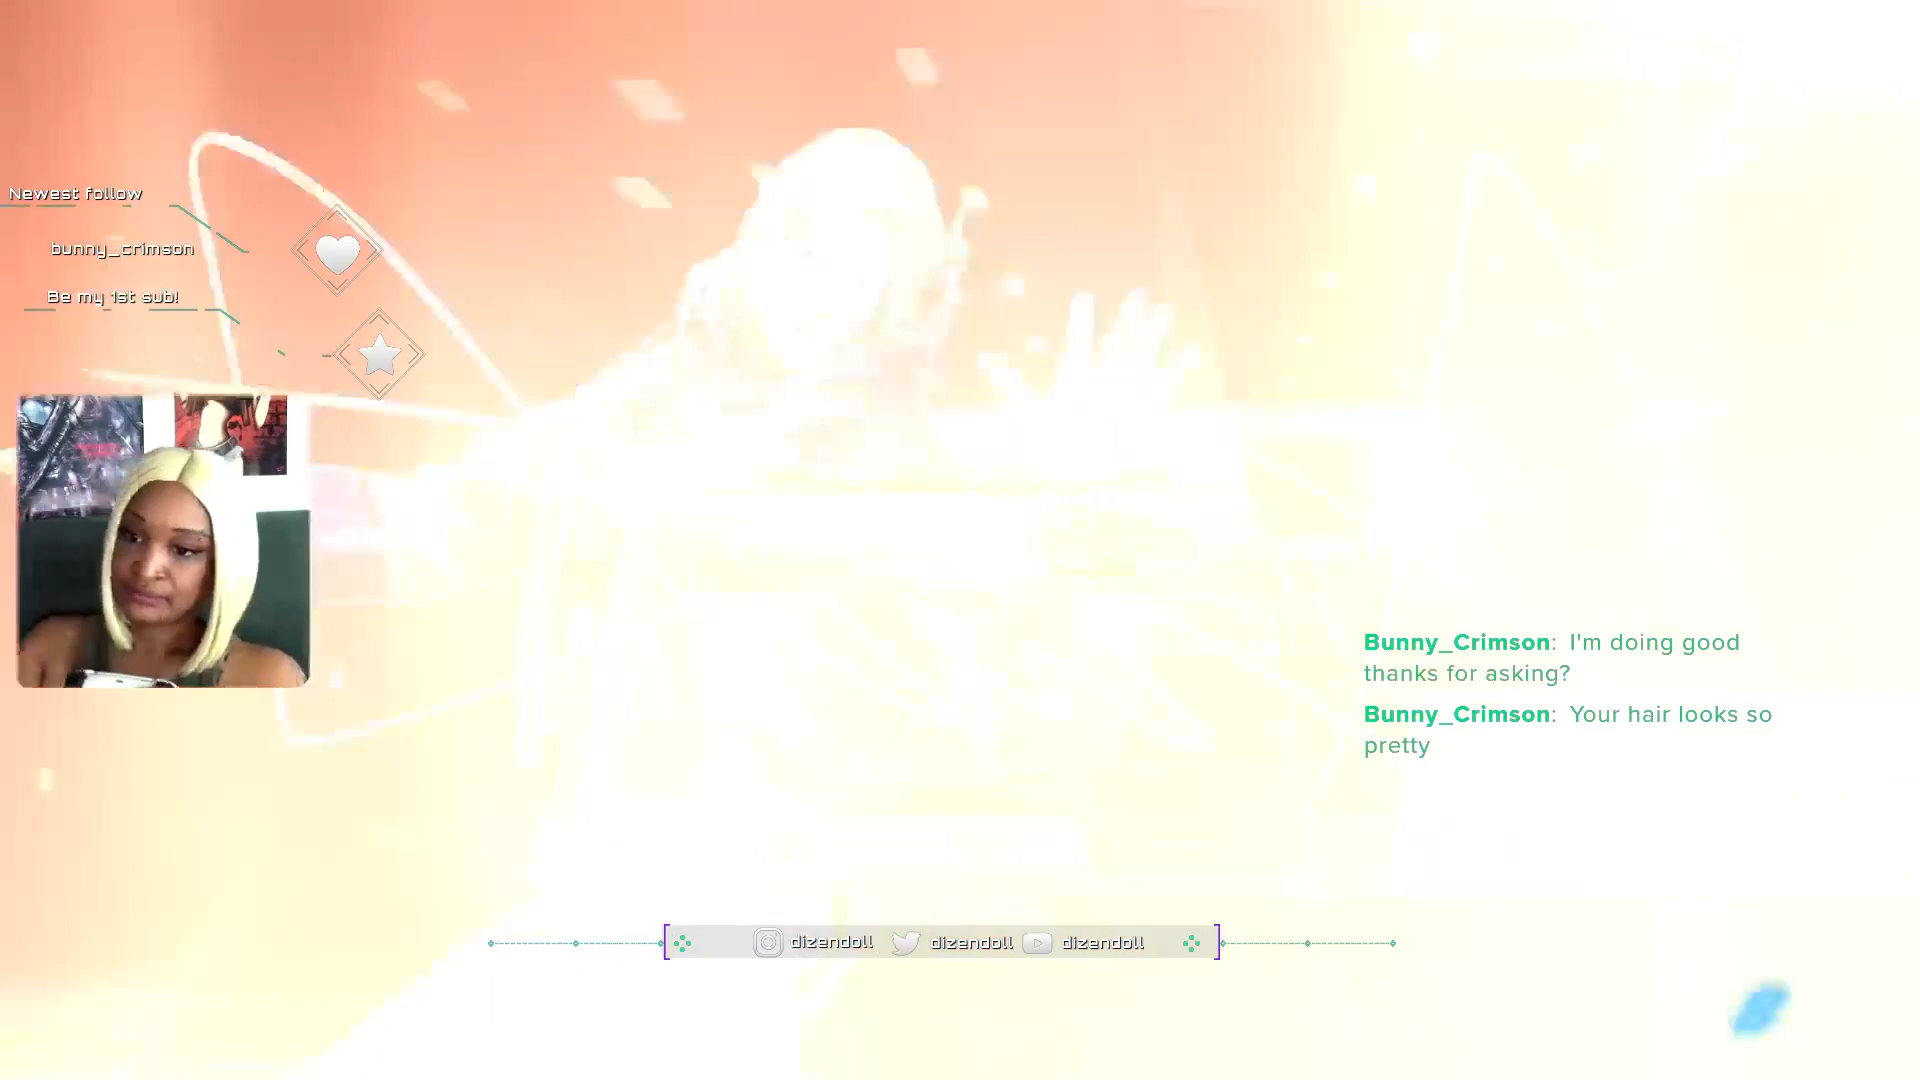 Newest follow
bunny_crimson
Be my 1st sub!
Bunny_Crimson: I'm doing good
thanks for asking?
Bunny_Crimson: Your hair looks so
pretty
dizendoll dizendoll dizendoll